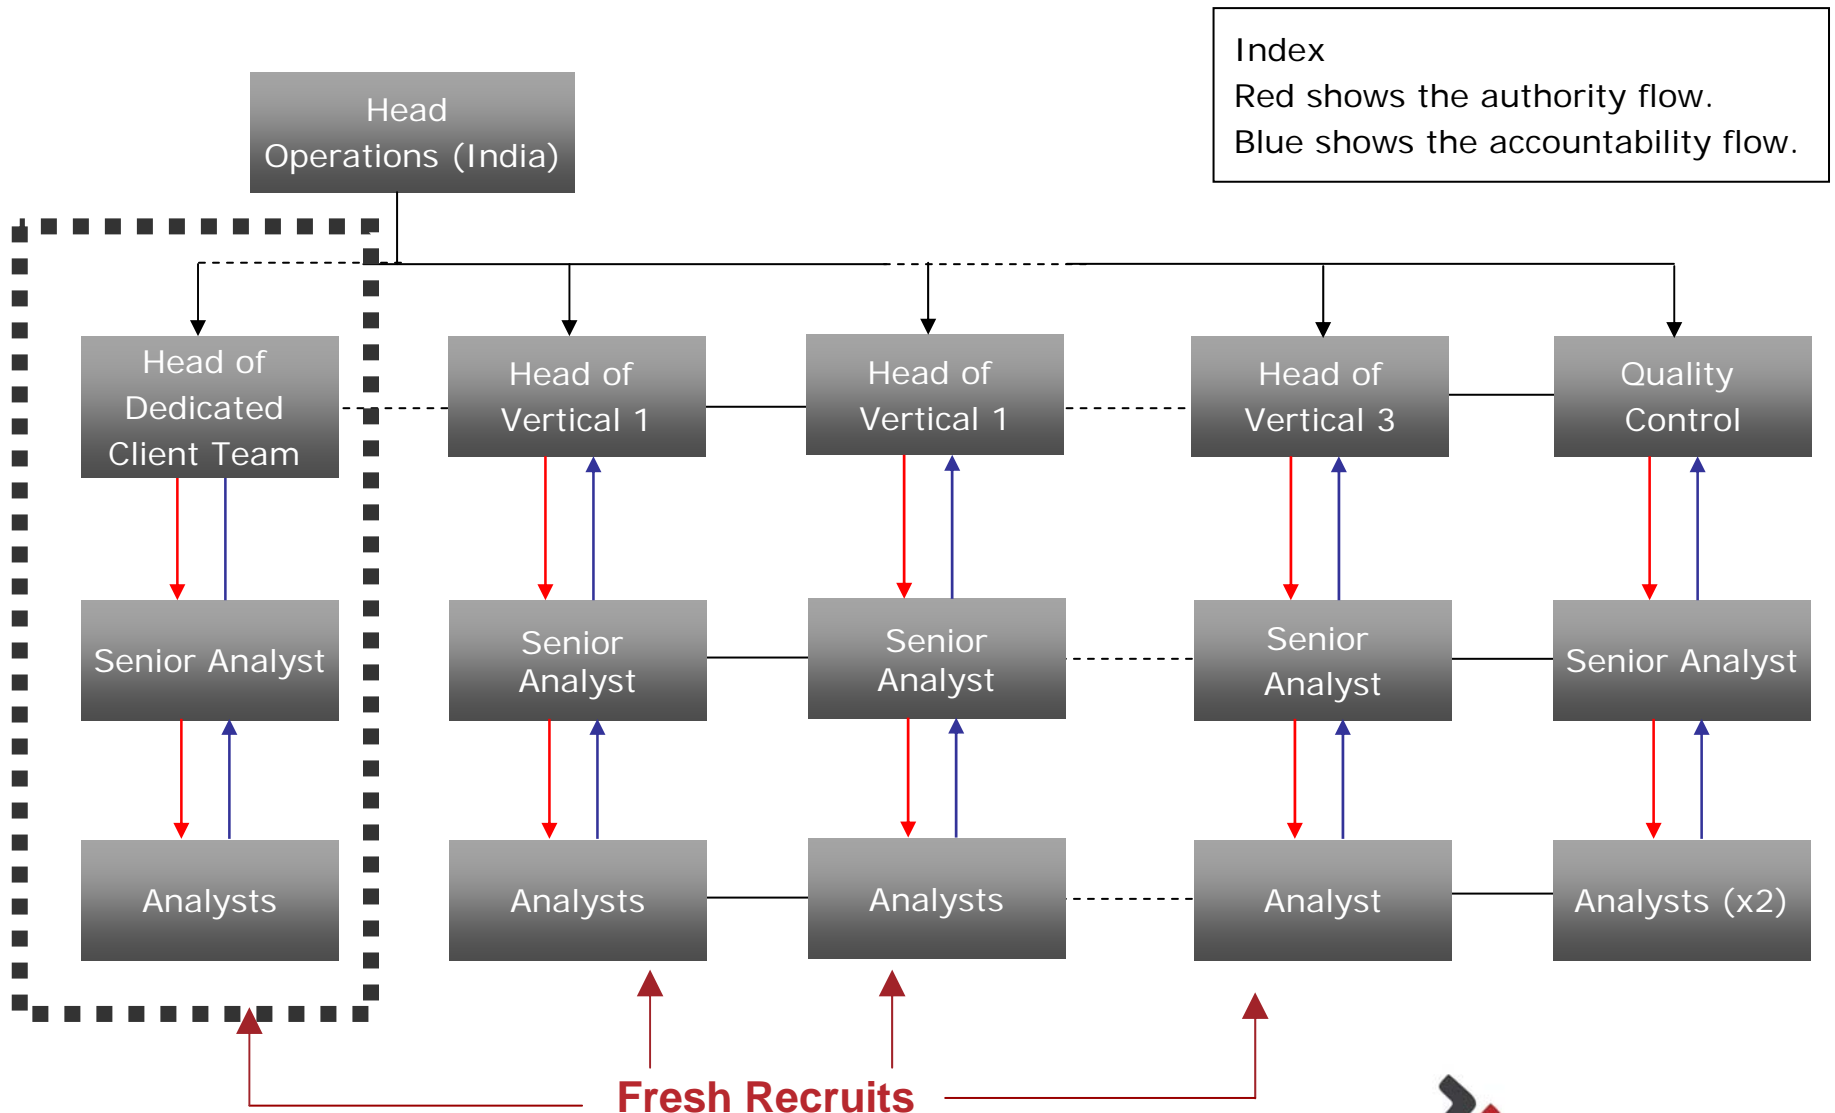 Index
Red shows the authority flow.
Blue shows the accountability flow.
Head
Operations (India)
Head of
Dedicated
Client Team
Head of
Vertical 1
Head of
Vertical 1
Head of
Vertical 3
Quality
Control
Senior Analyst
Senior
Analyst
Senior
Analyst
Senior
Analyst
Senior Analyst
Analysts
Analysts
Analysts
Analyst
Analysts (x2)
Fresh Recruits